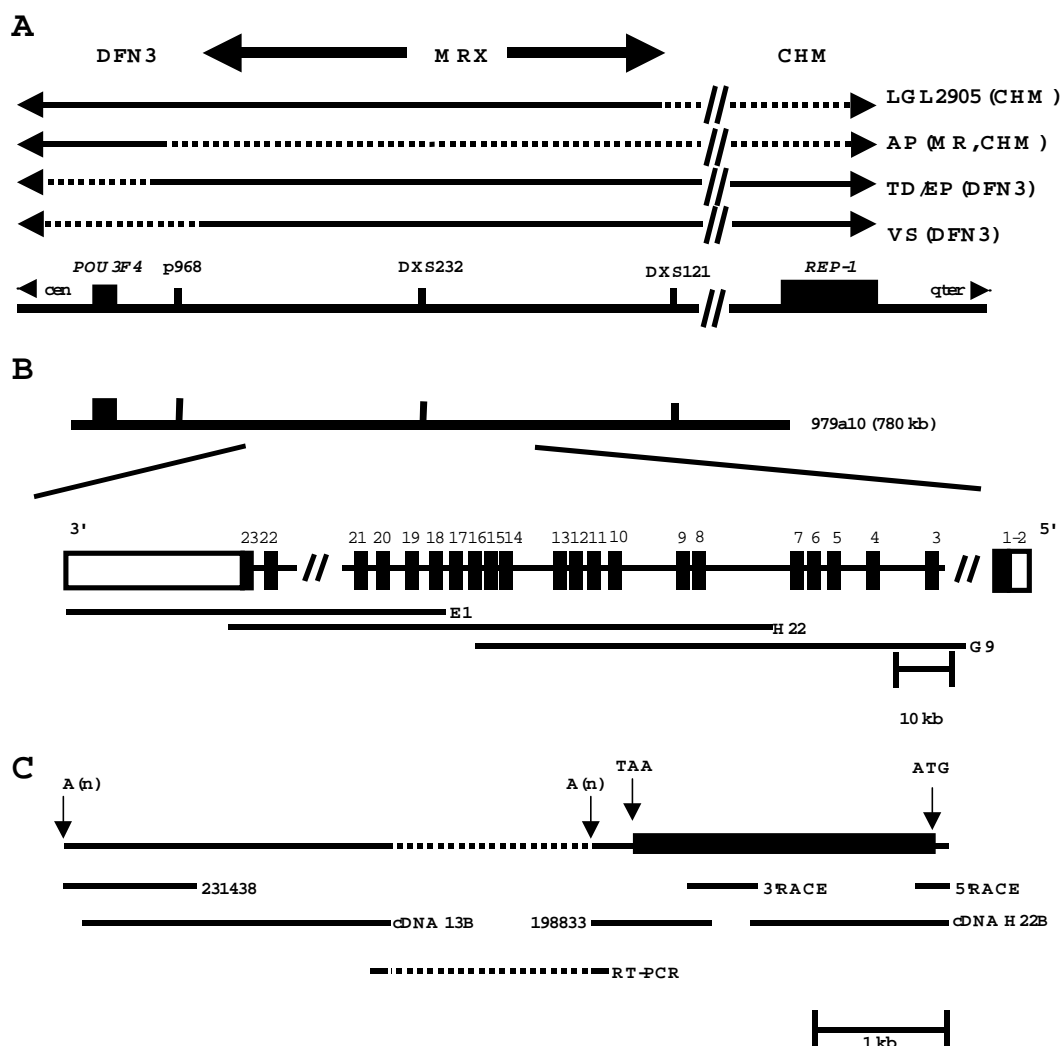 A
DFN3 MRX CHM
LGL2905 (CHM)
AP (MR,CHM)
TD/EP (DFN3)
VS (DFN3)
cen POU3F4 p968 DXS232 DXS121 REP-1 qter
B
979a10 (780 kb)
3' 5'
23 22 21 20 19 18 17 16 15 14 13 12 11 10 9 8 7 6 5 4 3 1-2
E1
H22
G9
10 kb
C
A(n) A(n) TAA ATG
231438 3'RACE 5'RACE
cDNA 13B 198833 cDNA H22B
RT-PCR
1 kb